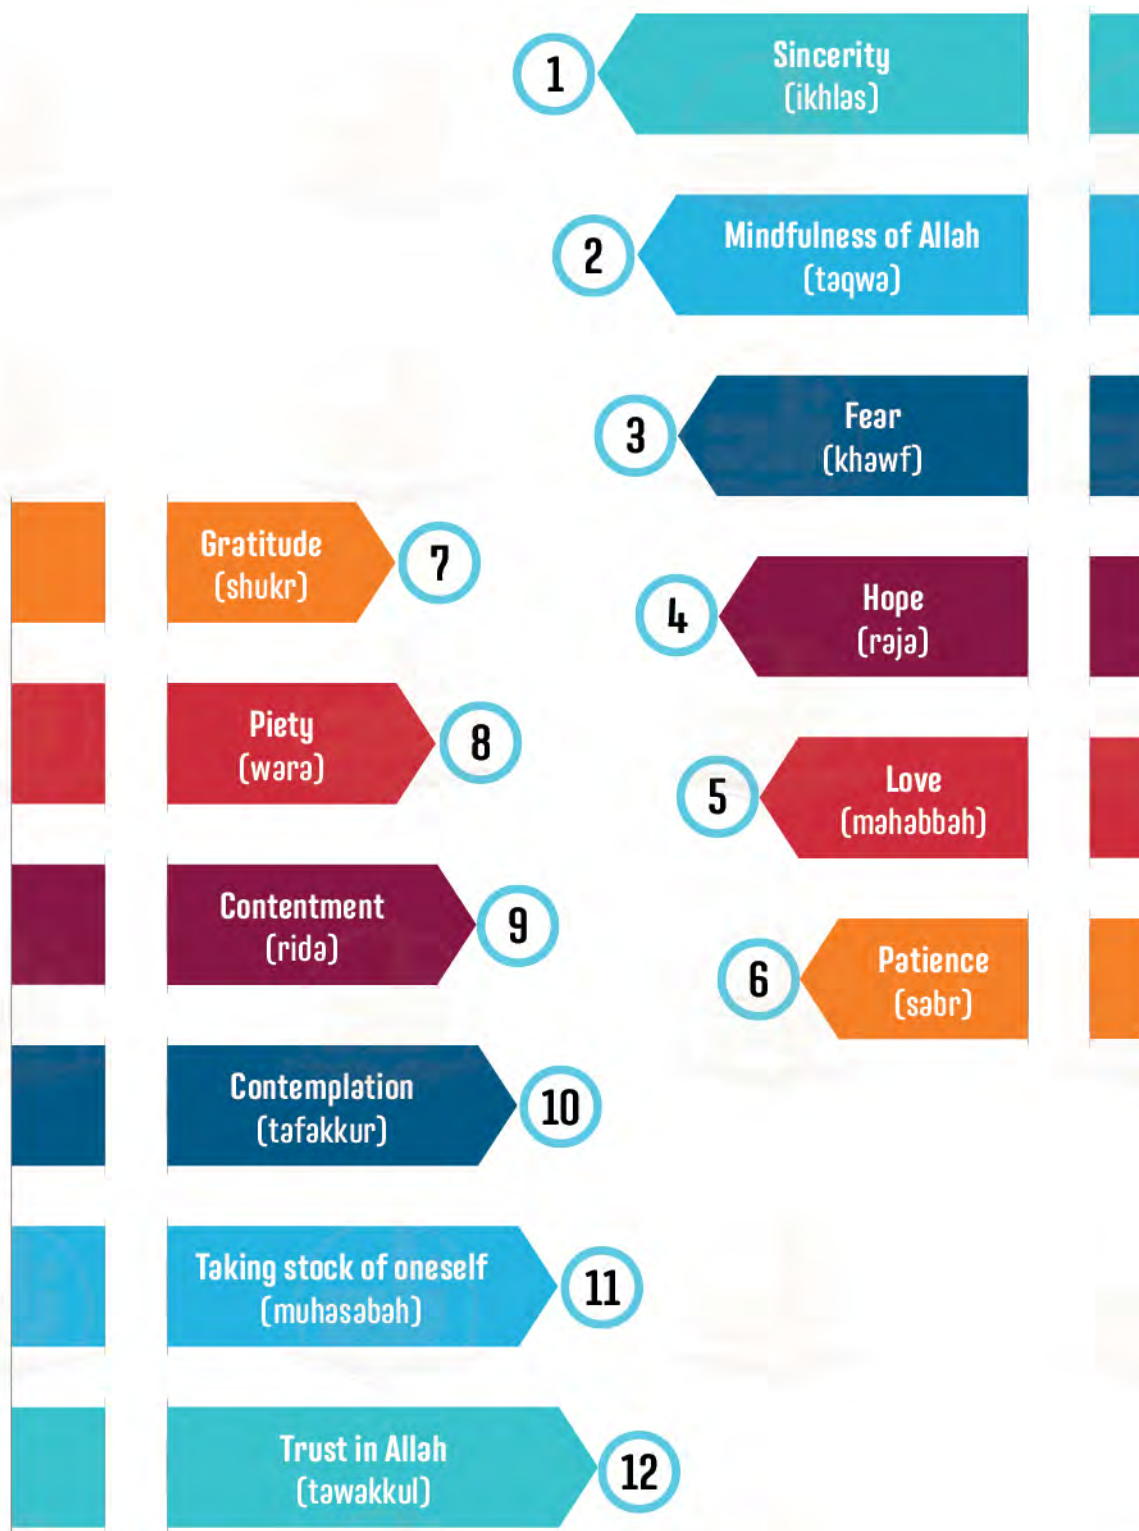 1
Sincerity
(ikhlas)
2
Mindfulness of Allah
(taqwa)
3
Fear
(khawf)
4
Hope
(raja)
5
Love
(mahabbah)
6
Patience
(sabr)
Gratitude
(shukr)
7
Piety
(wara)
8
Contentment
(rida)
9
Contemplation
(tafakkur)
10
Taking stock of oneself
(muhasabah)
11
Trust in Allah
(tawakkul)
12